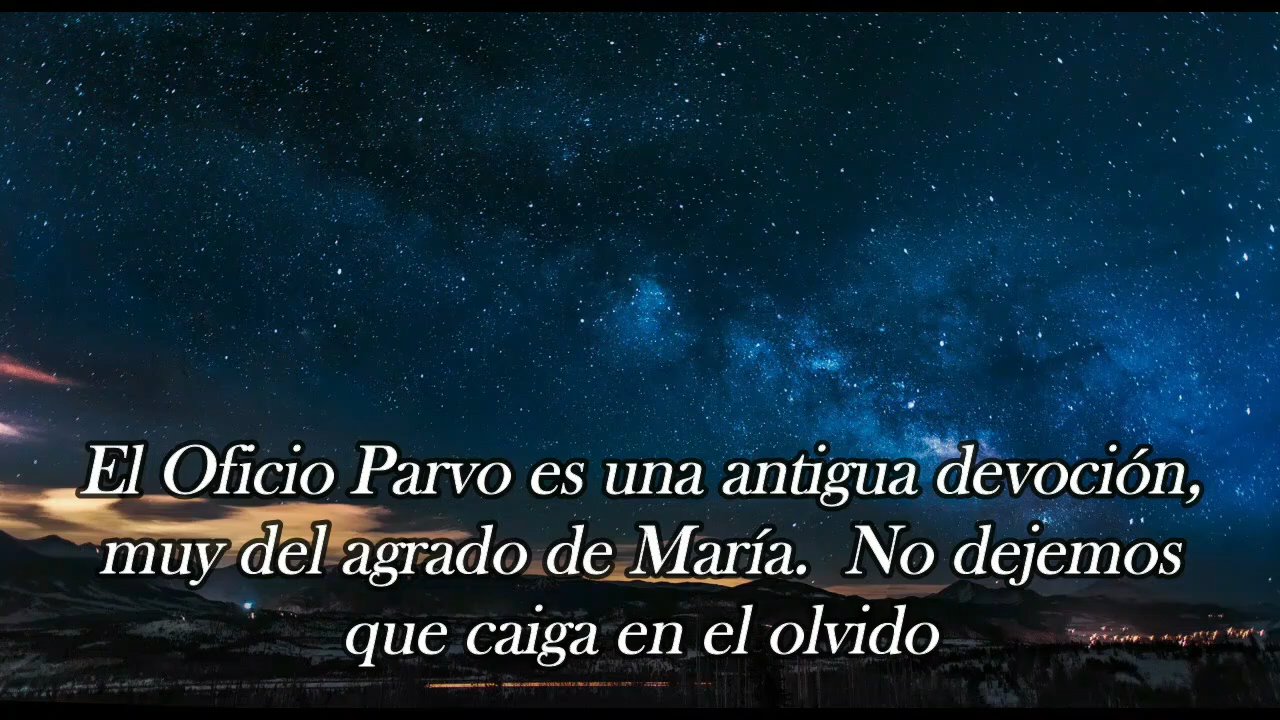 El Oficio Parvo es una antigua devoción,
muy del agrado de María.  No dejemos
que caiga en el olvido